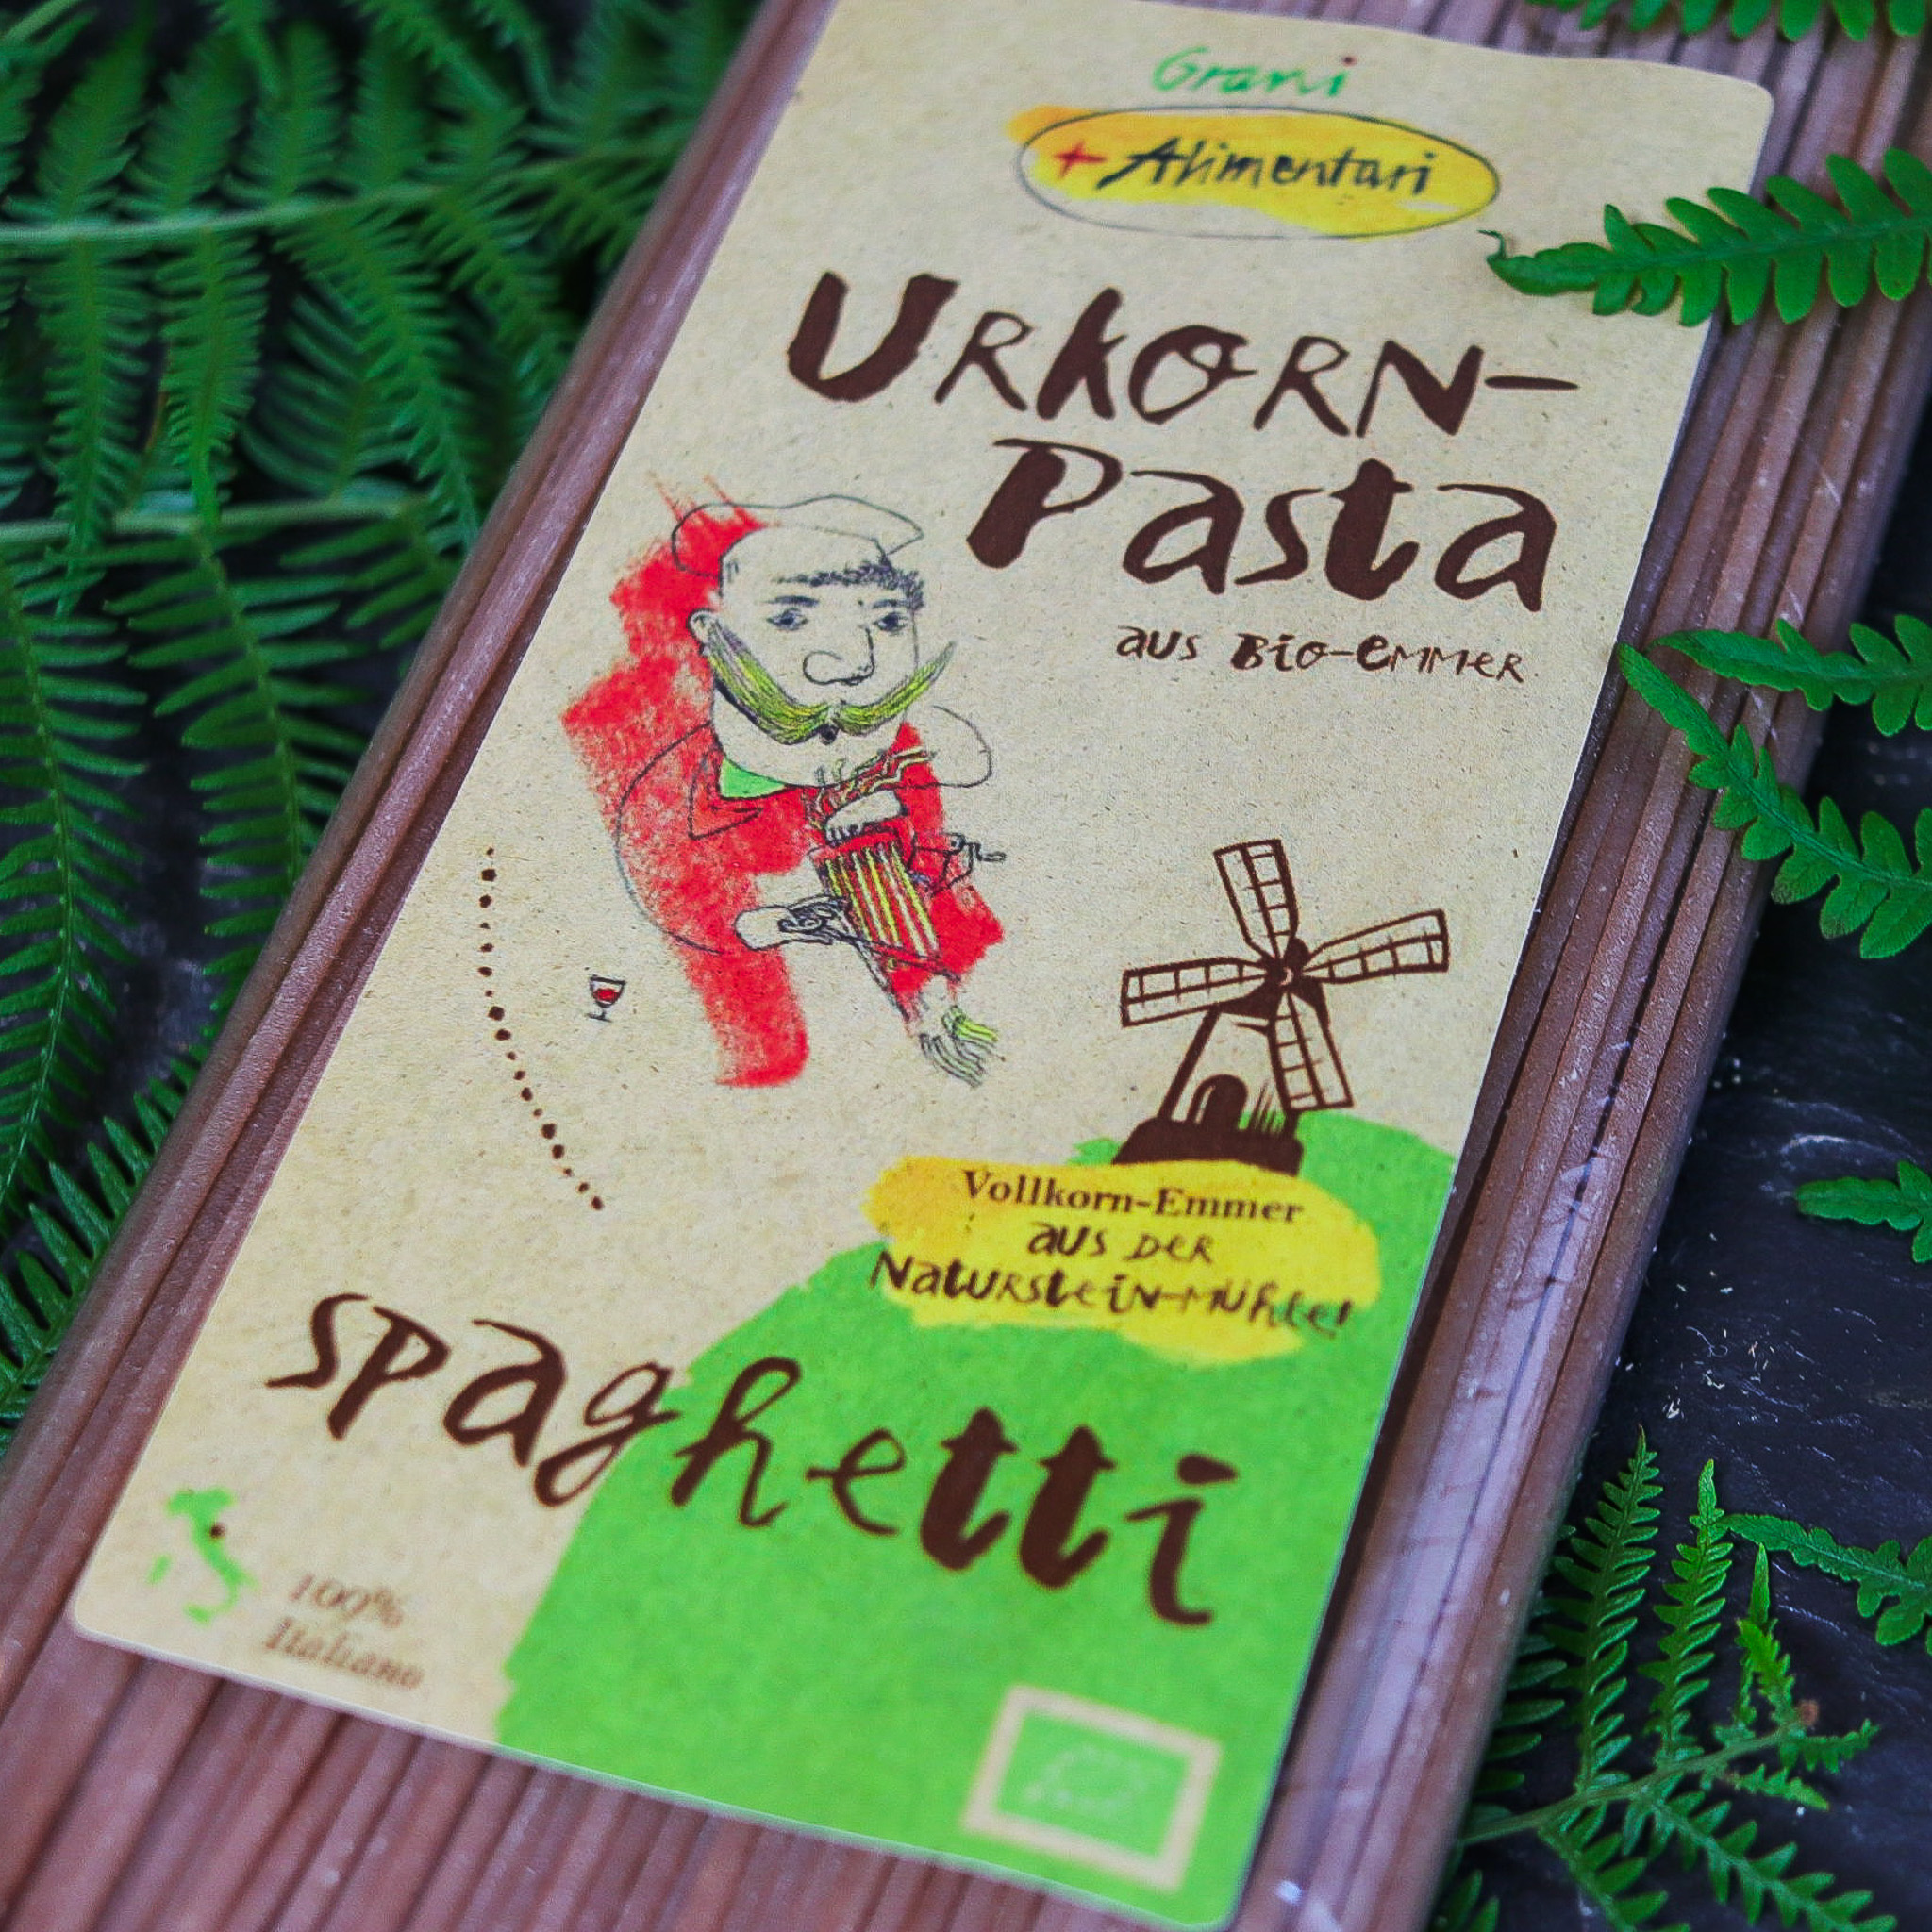 Grani
+ Alimentari
URKORN-
Pasta
aus Bio-Emmer
Vollkorn-Emmer
aus der
Naturstein-Mühle!
spaghetti
100%
Italiano